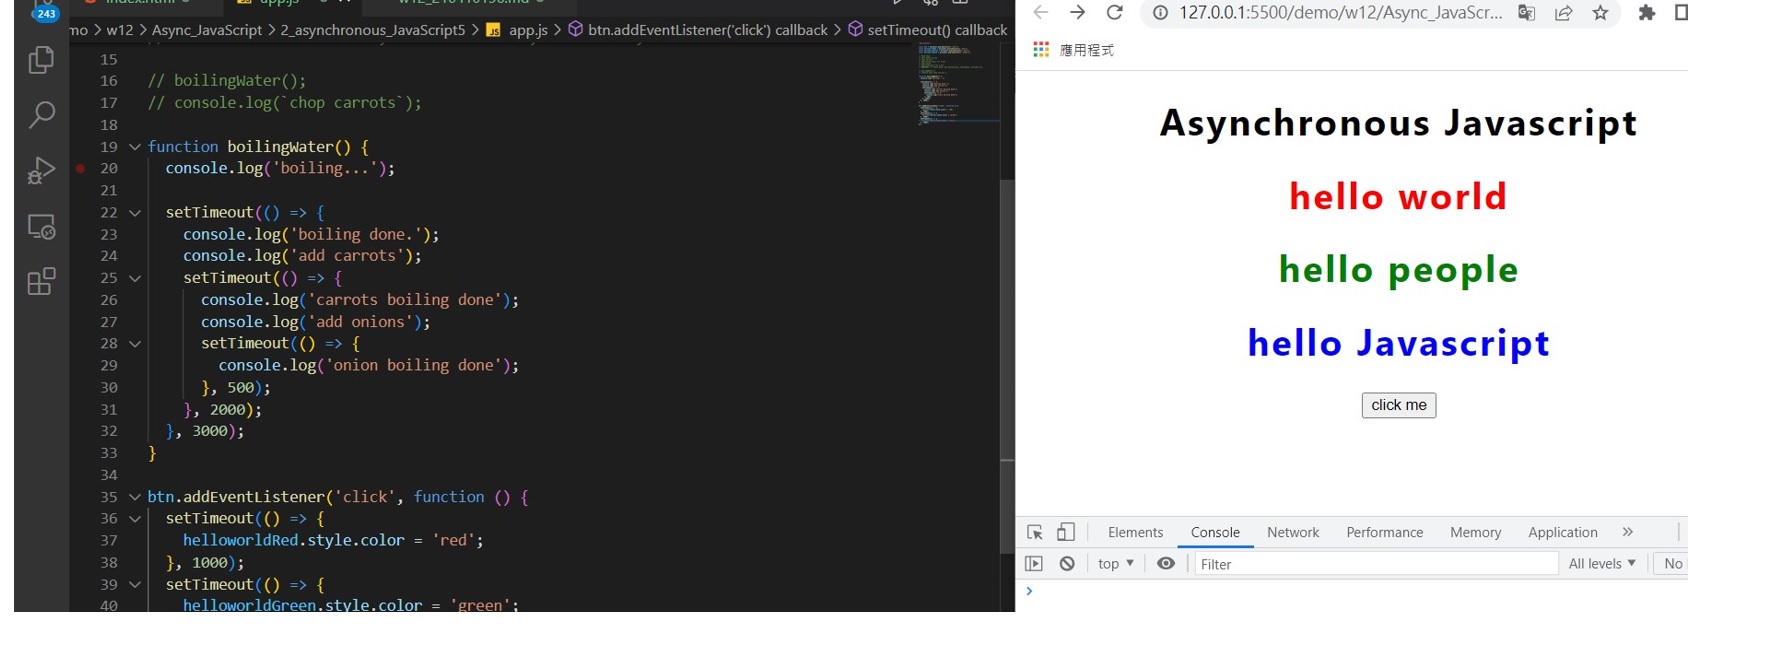 243
index.html
app.js
mo > w12 > Async_JavaScript > 2_asynchronous_JavaScript5 > JS app.js > btn.addEventListener('click') callback > setTimeout() callback
15
16 // boilingWater();
17 // console.log(`chop carrots`);
18
19 function boilingWater() {
20 console.log('boiling...');
21
22 setTimeout(() => {
23 console.log('boiling done.');
24 console.log('add carrots');
25 setTimeout(() => {
26 console.log('carrots boiling done');
27 console.log('add onions');
28 setTimeout(() => {
29 console.log('onion boiling done');
30 }, 500);
31 }, 2000);
32 }, 3000);
33 }
34
35 btn.addEventListener('click', function () {
36 setTimeout(() => {
37 helloworldRed.style.color = 'red';
38 }, 1000);
39 setTimeout(() => {
40 helloworldGreen.style.color = 'green';
127.0.0.1:5500/demo/w12/Async_JavaScr...
應用程式
Asynchronous Javascript
hello world
hello people
hello Javascript
click me
Elements Console Network Performance Memory Application »
top ▼ Filter All levels ▼ No
>